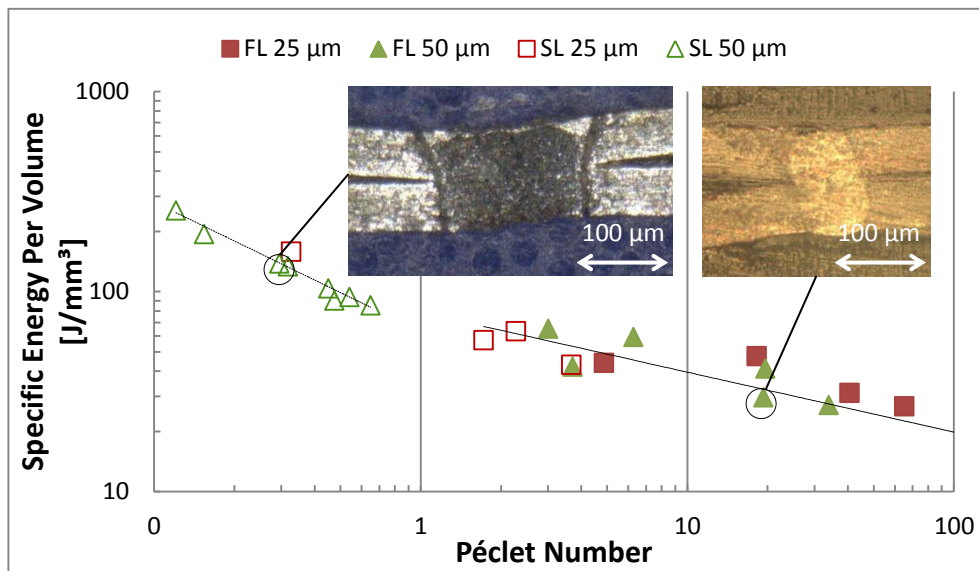 FL 25 µm FL 50 µm SL 25 µm SL 50 µm
1000
100
10
Specific Energy Per Volume
[J/mm³]
100 µm
100 µm
0 1 10 100
Péclet Number